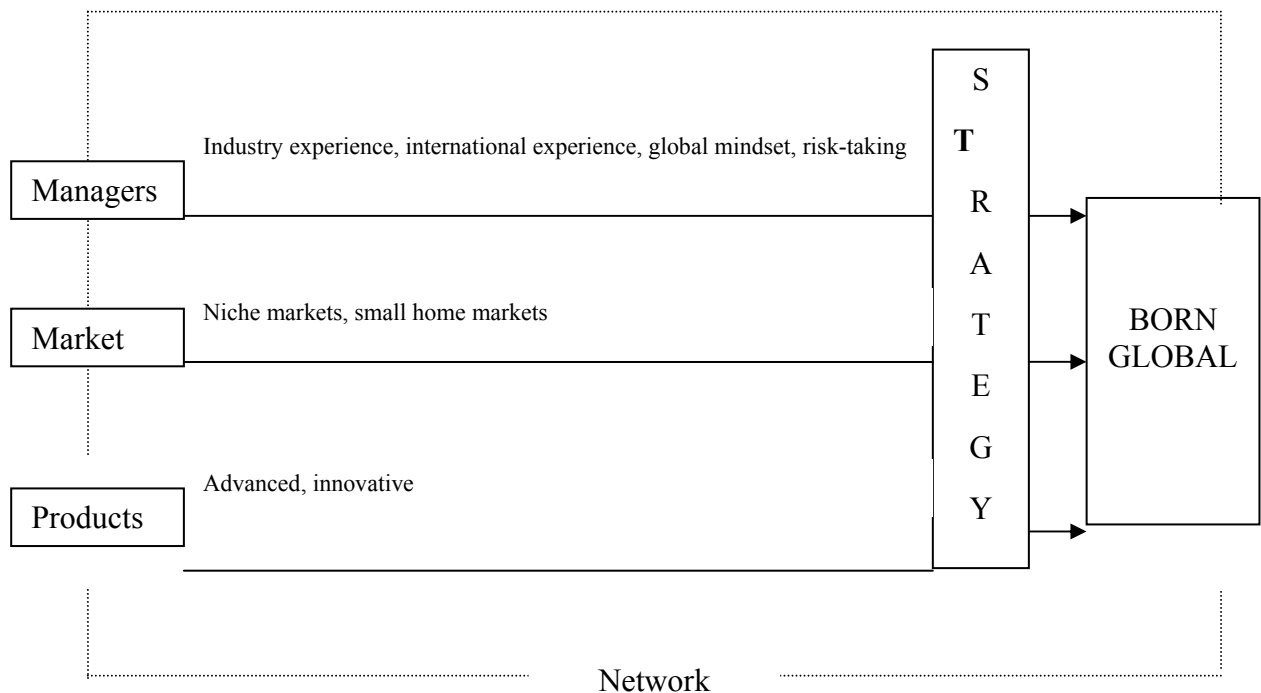 Managers
Industry experience, international experience, global mindset, risk-taking
Market
Niche markets, small home markets
Products
Advanced, innovative
S
T
R
A
T
E
G
Y
BORN
GLOBAL
Network